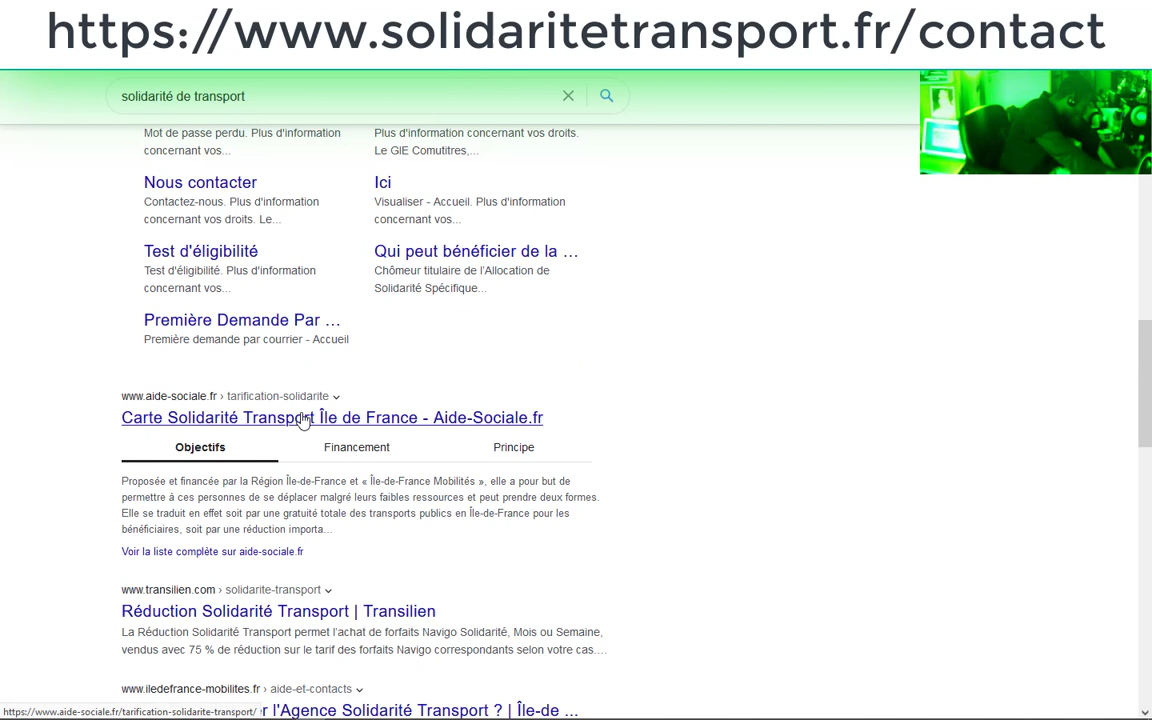 https://www.solidaritetransport.fr/contact
solidarité de transport
Mot de passe perdu. Plus d'information
concernant vos...
Plus d'information concernant vos droits.
Le GIE Comutitres,...
Nous contacter
Contactez-nous. Plus d'information
concernant vos droits. Le...
Ici
Visualiser - Accueil. Plus d'information
concernant vos...
Test d'éligibilité
Test d'éligibilité. Plus d'information
concernant vos...
Qui peut bénéficier de la ...
Chômeur titulaire de l'Allocation de
Solidarité Spécifique...
Première Demande Par ...
Première demande par courrier - Accueil
www.aide-sociale.fr › tarification-solidarite
Carte Solidarité Transport Île de France - Aide-Sociale.fr
Objectifs Financement Principe
Proposée et financée par la Région Île-de-France et « Île-de-France Mobilités », elle a pour but de
permettre à ces personnes de se déplacer malgré leurs faibles ressources et peut prendre deux formes.
Elle se traduit en effet soit par une gratuité totale des transports publics en Île-de-France pour les
bénéficiaires, soit par une réduction importa...
Voir la liste complète sur aide-sociale.fr
www.transilien.com › solidarite-transport
Réduction Solidarité Transport | Transilien
La Réduction Solidarité Transport permet l'achat de forfaits Navigo Solidarité, Mois ou Semaine,
vendus avec 75 % de réduction sur le tarif des forfaits Navigo correspondants selon votre cas....
www.iledefrance-mobilites.fr › aide-et-contacts
r l'Agence Solidarité Transport ? | Île-de ...
https://www.aide-sociale.fr/tarification-solidarite-transport/